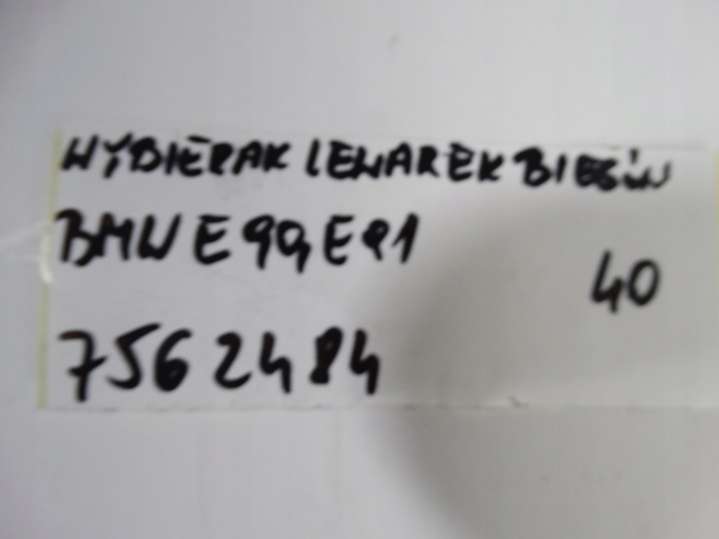 WYBIERAK LEWAREK BIEGÓW
BMW E90, E91
40
7562484